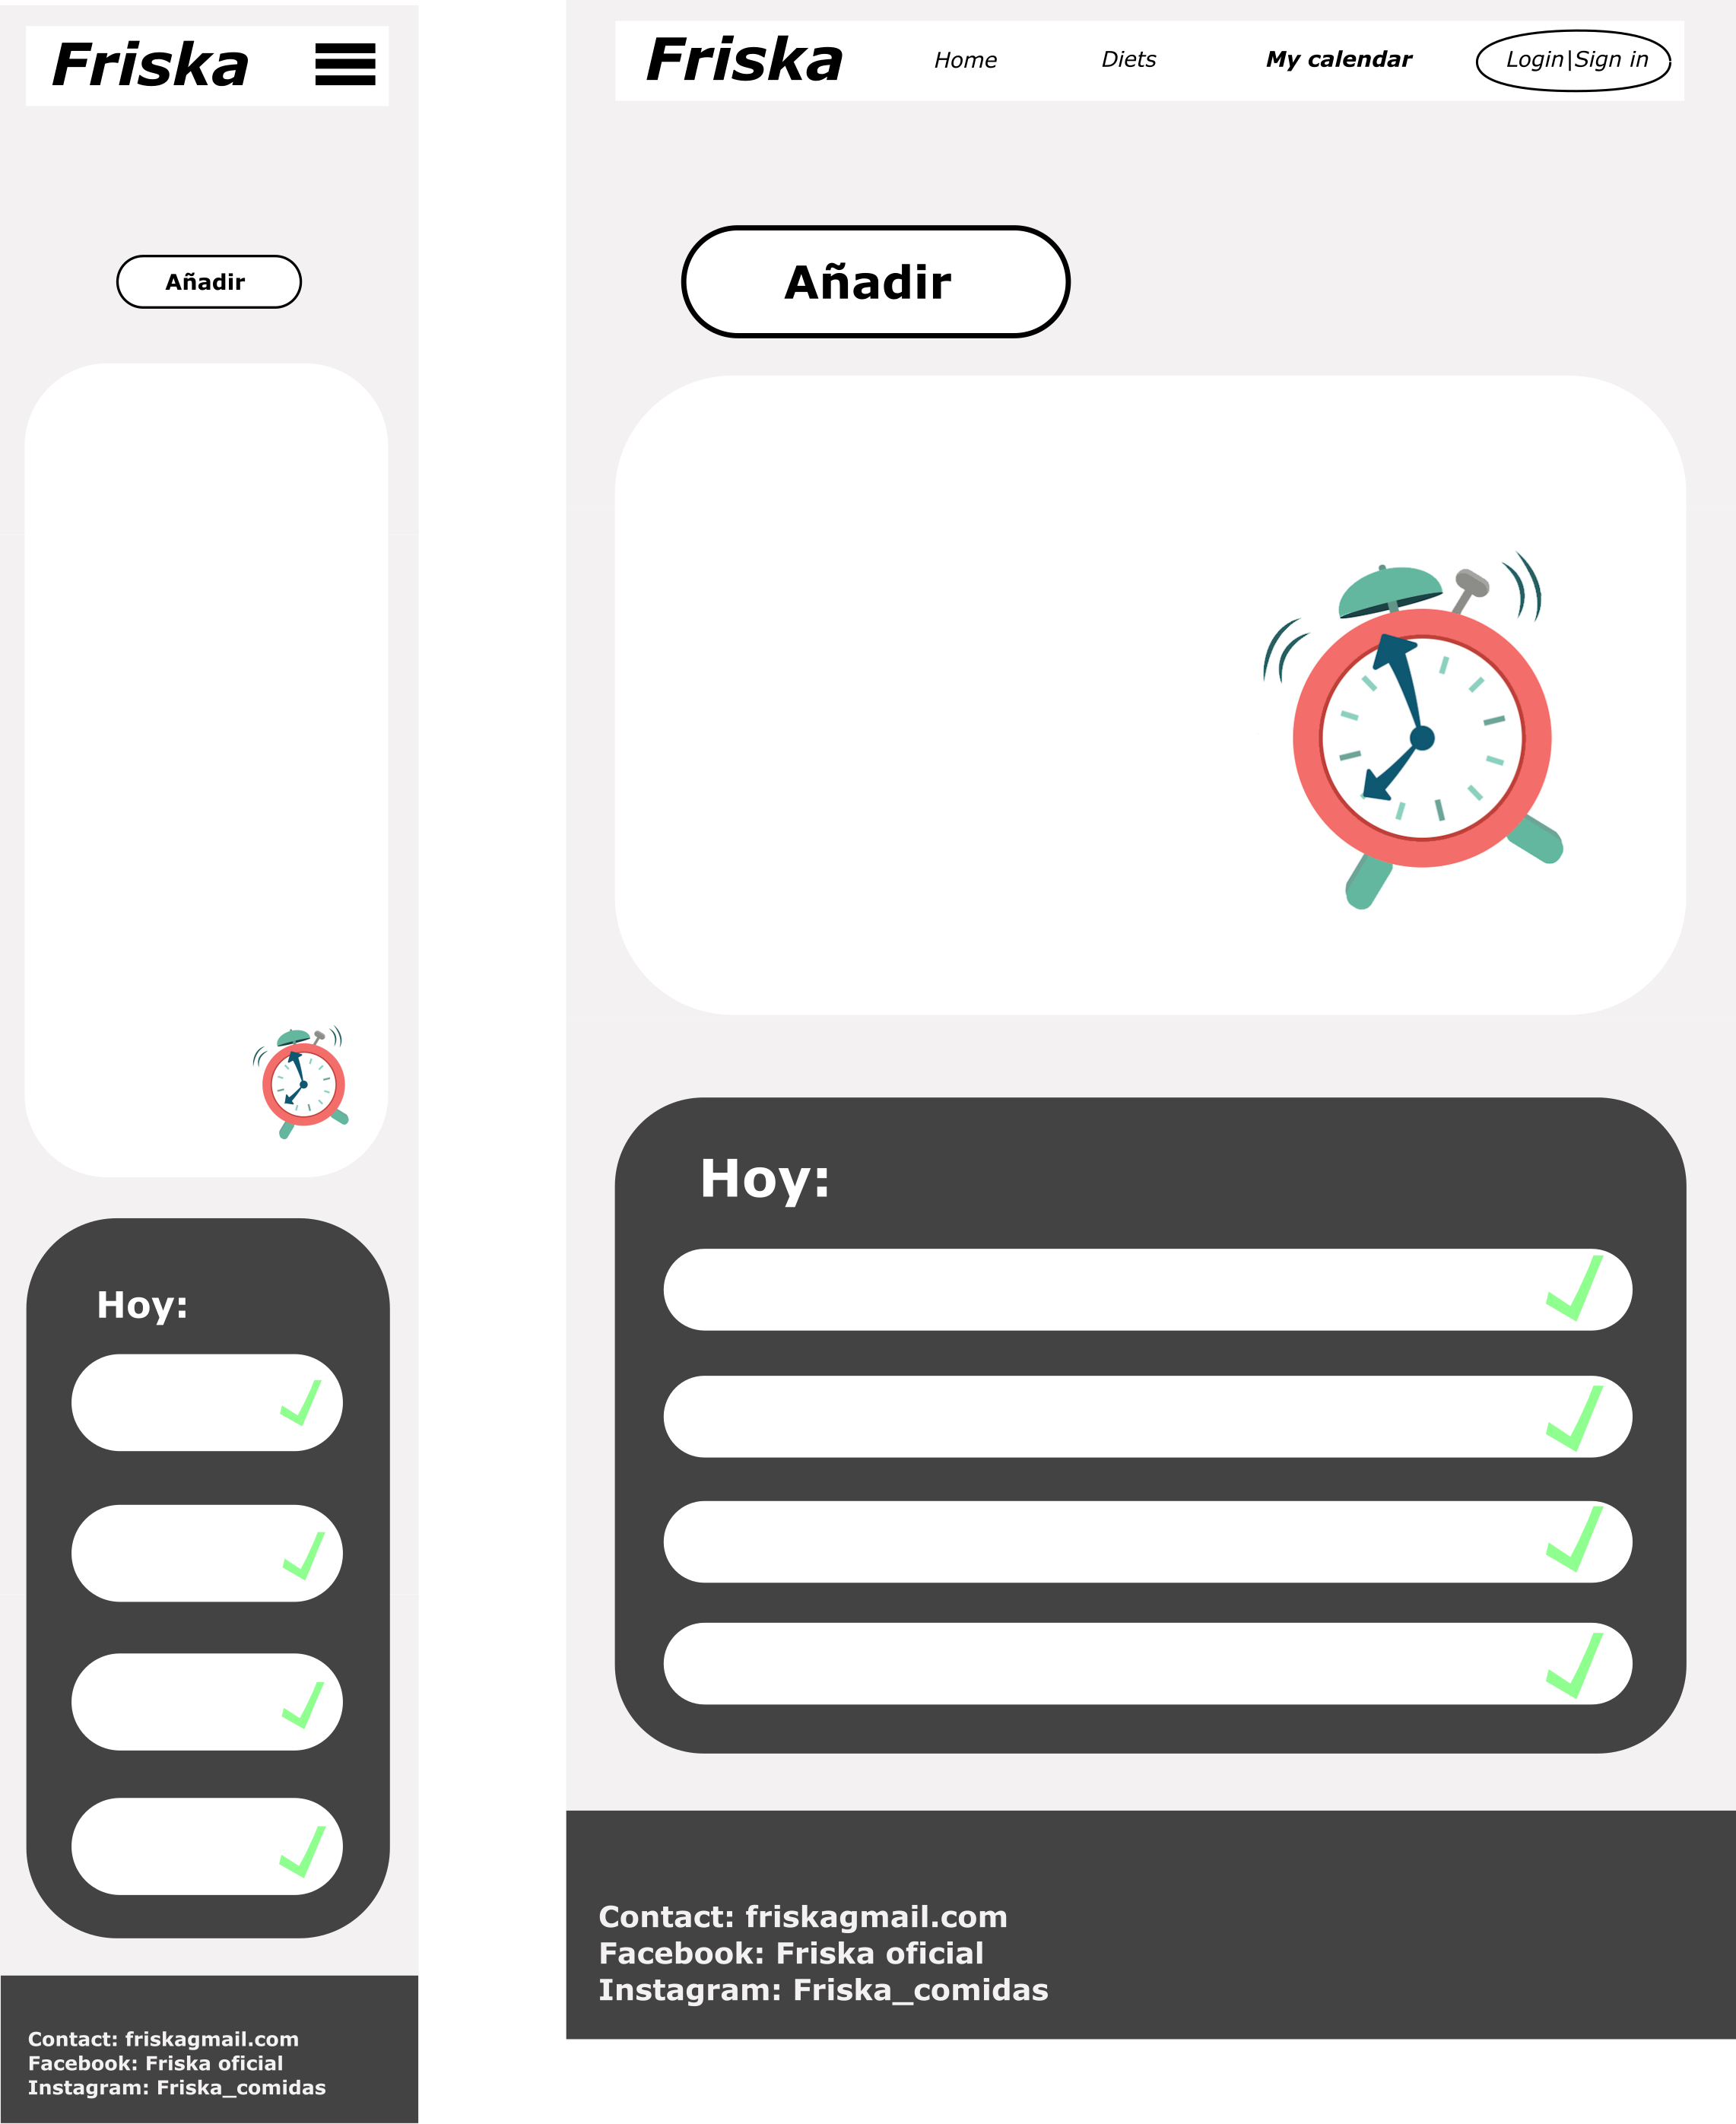 Friska
Añadir
Hoy:
Contact: friskagmail.com
Facebook: Friska oficial
Instagram: Friska_comidas
Friska Home Diets My calendar Login|Sign in
Añadir
Hoy:
Contact: friskagmail.com
Facebook: Friska oficial
Instagram: Friska_comidas